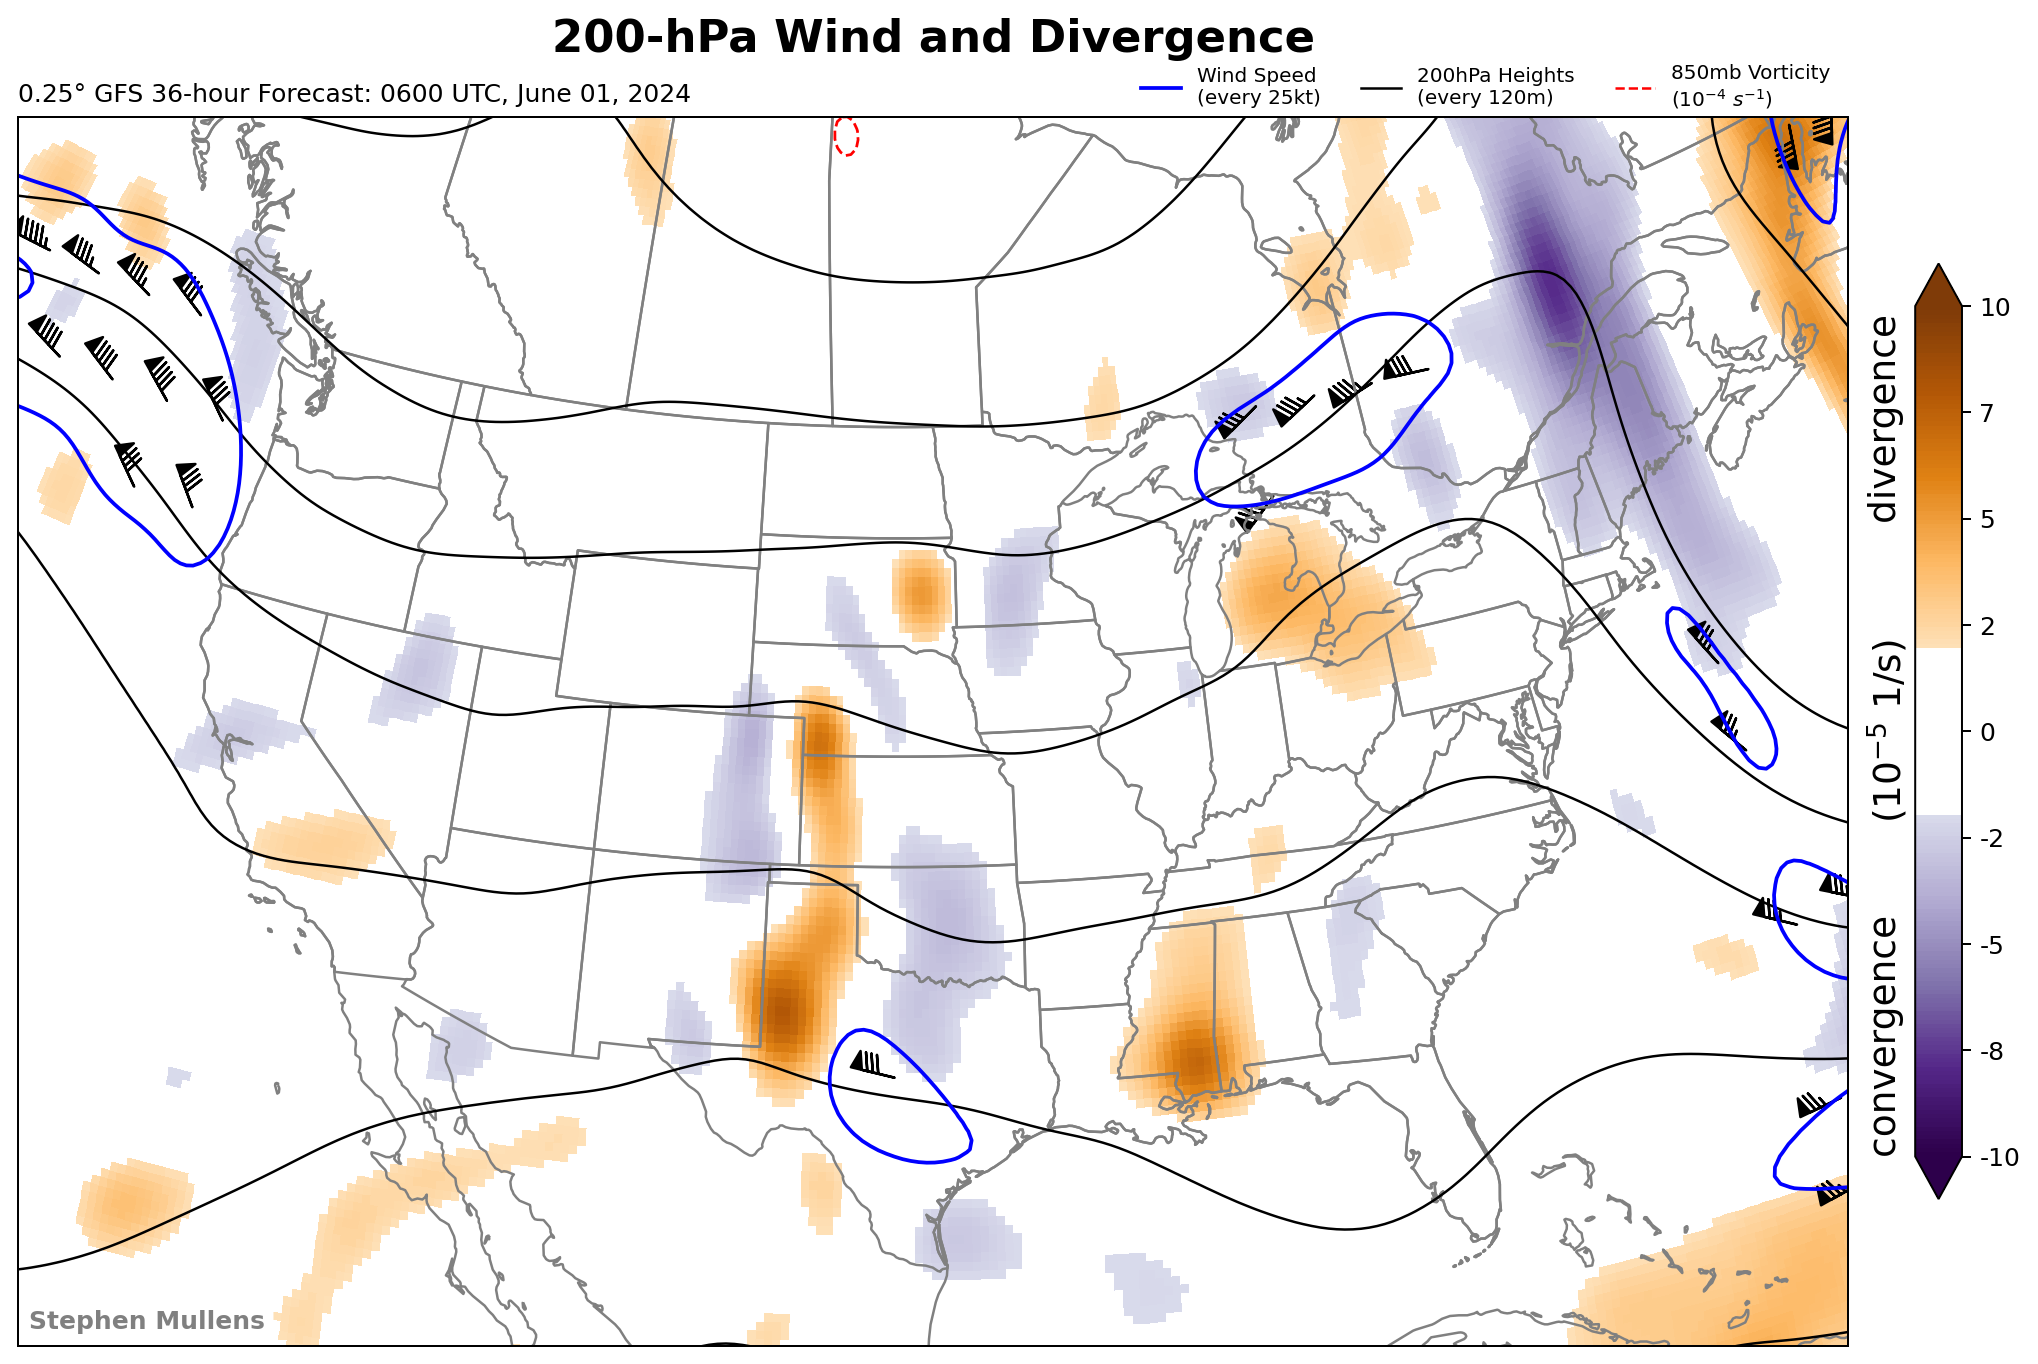 200-hPa Wind and Divergence
0.25° GFS 36-hour Forecast: 0600 UTC, June 01, 2024
Wind Speed
(every 25kt)
200hPa Heights
(every 120m)
850mb Vorticity
(10⁻⁴ s⁻¹)
10
7
5
2
0
-2
-5
-8
-10
convergence (10⁻⁵ 1/s) divergence
Stephen Mullens